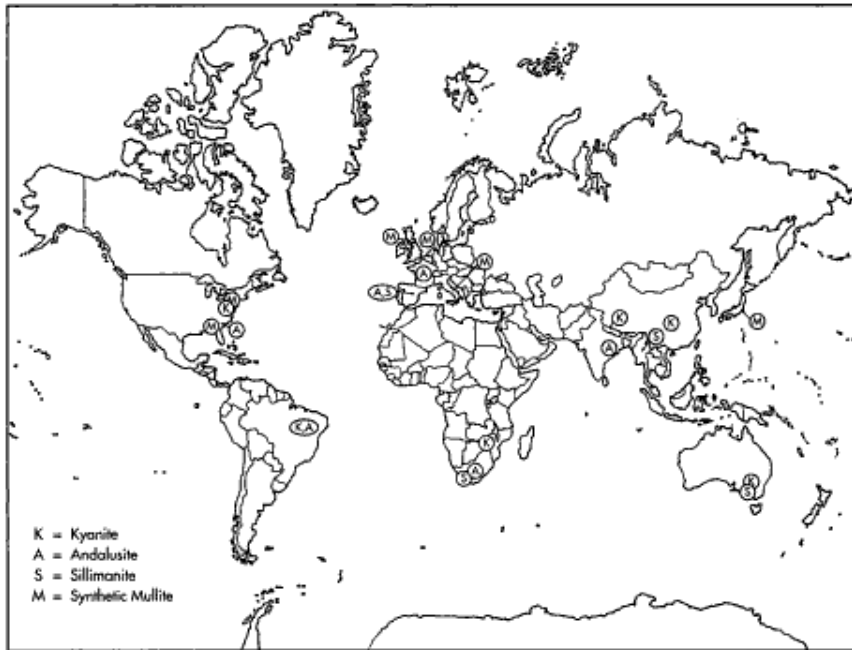 M
M
M
A
A,S
M
K
M
A
K
K
S
M
A
K,A
K
A
S
K
S
K = Kyanite
A = Andalusite
S = Sillimanite
M = Synthetic Mullite